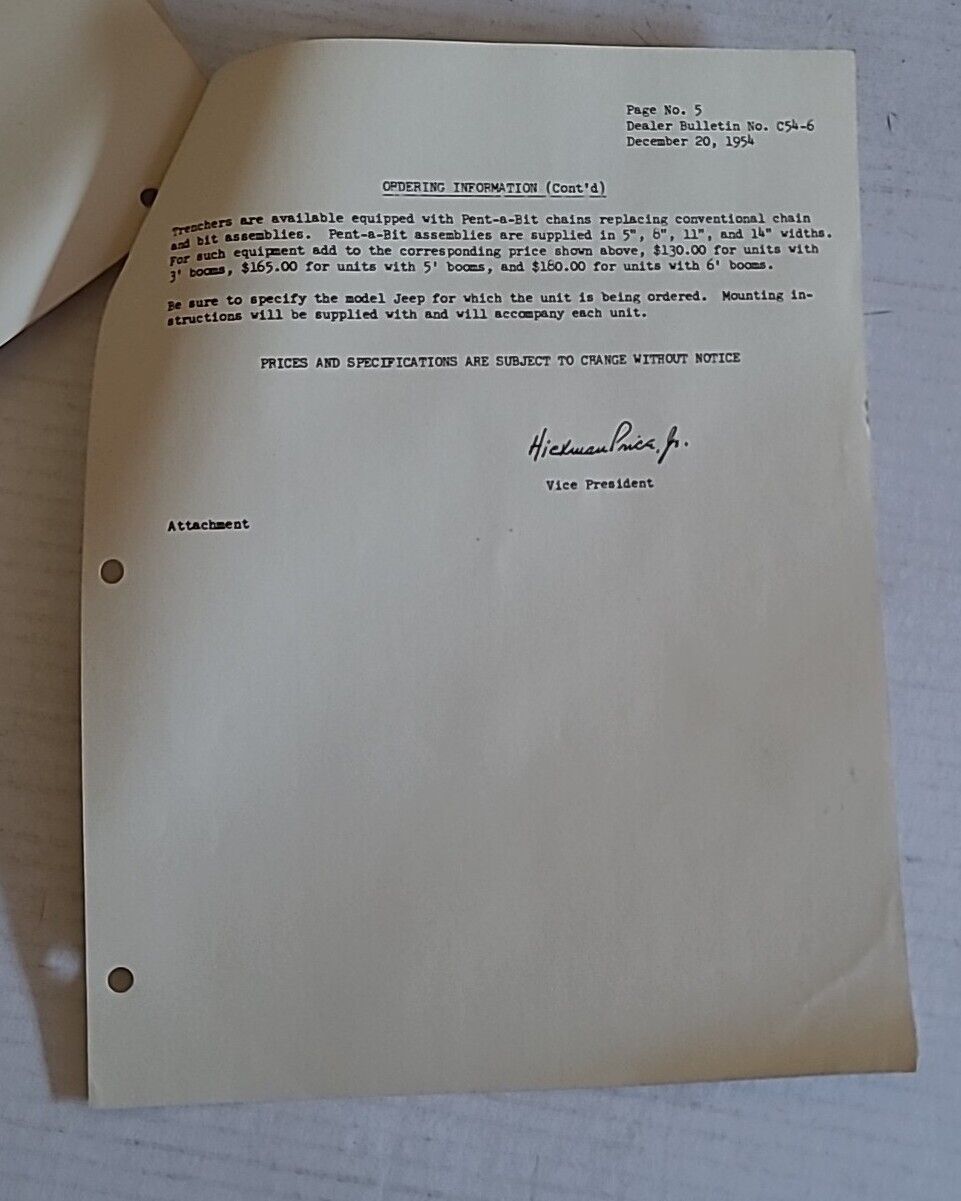 Page No. 5
Dealer Bulletin No. C54-6
December 20, 1954
ORDERING INFORMATION (Cont'd)
Trenchers are available equipped with Pent-a-Bit chains replacing conventional chain
and bit assemblies. Pent-a-Bit assemblies are supplied in 5", 8", 11", and 14" widths.
For such equipment add to the corresponding price shown above, $130.00 for units with
3' booms, $165.00 for units with 5' booms, and $180.00 for units with 6' booms.
Be sure to specify the model Jeep for which the unit is being ordered. Mounting in-
structions will be supplied with and will accompany each unit.
PRICES AND SPECIFICATIONS ARE SUBJECT TO CHANGE WITHOUT NOTICE
Hickman Price, Jr.
Vice President
Attachment